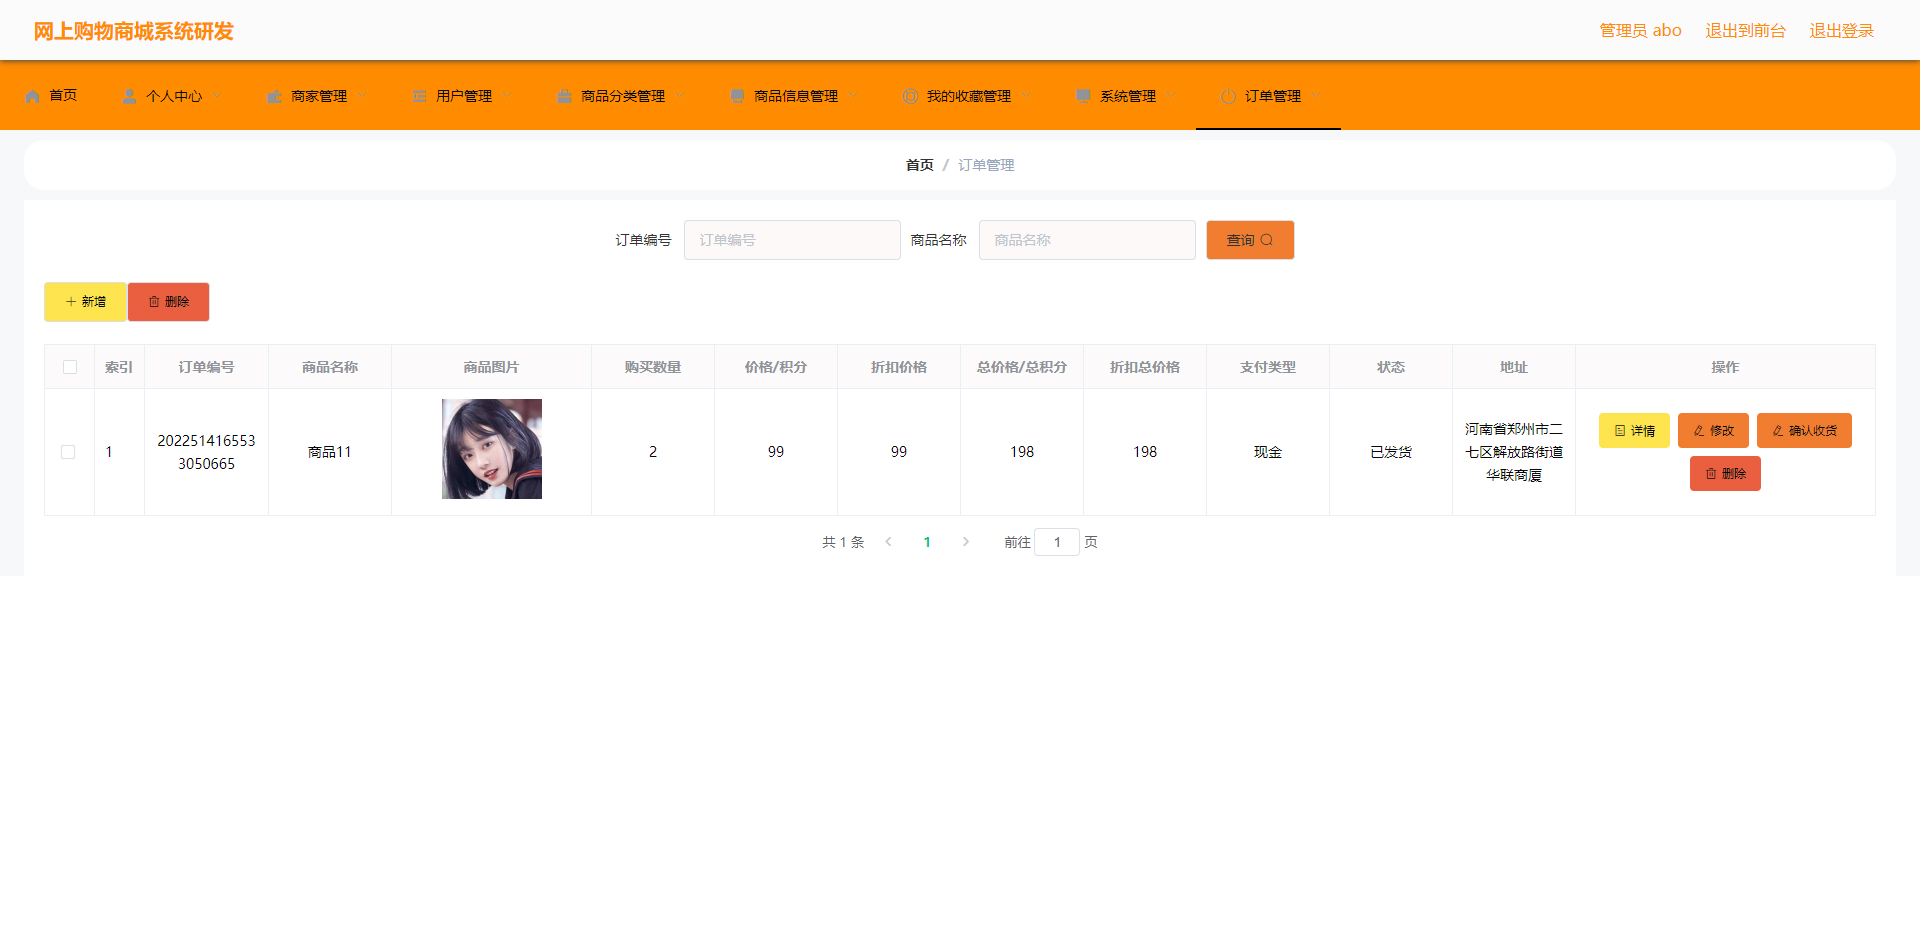 网上购物商城系统研发
管理员 abo 退出到前台 退出登录
首页 个人中心 商家管理 用户管理 商品分类管理 商品信息管理 我的收藏管理 系统管理 订单管理
首页 / 订单管理
订单编号 订单编号 商品名称 商品名称 查询
新增 删除
索引 订单编号 商品名称 商品图片 购买数量 价格/积分 折扣价格 总价格/总积分 折扣总价格 支付类型 状态 地址 操作
1
202251416553
3050665
商品11
2
99
99
198
198
现金
已发货
河南省郑州市二
七区解放路街道
华联商厦
详情 修改 确认收货
删除
共 1 条 1 前往 1 页